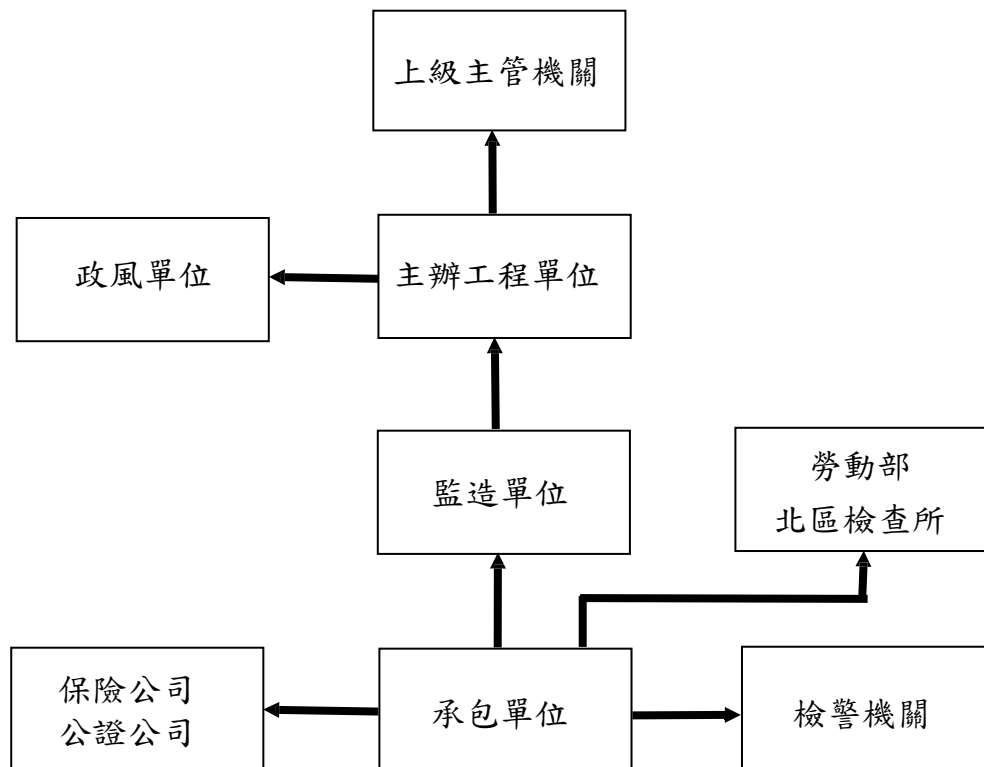 上級主管機關
政風單位
主辦工程單位
監造單位
勞動部
北區檢查所
保險公司
公證公司
承包單位
檢警機關